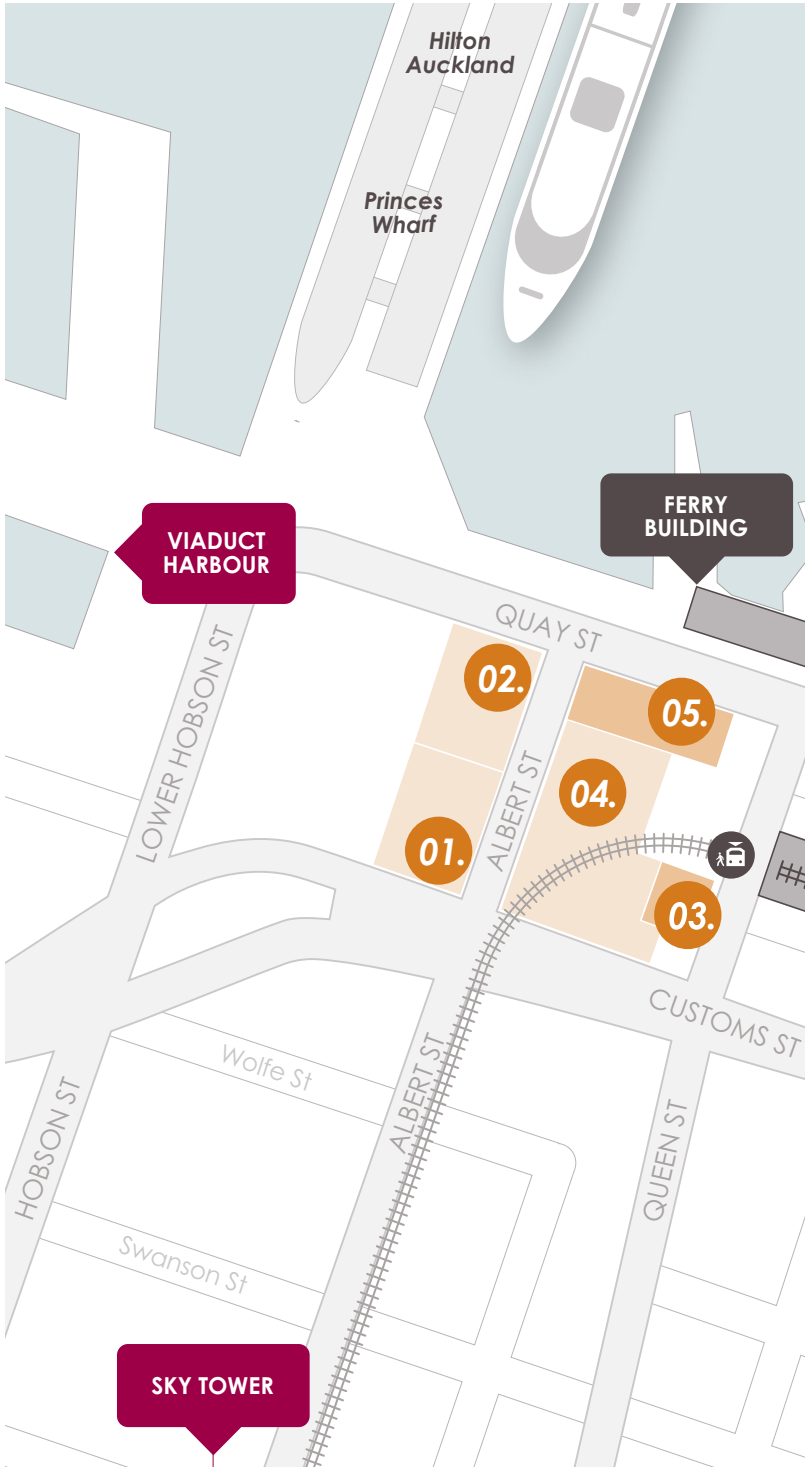 Hilton
Auckland
Princes
Wharf
FERRY
BUILDING
VIADUCT
HARBOUR
QUAY ST
LOWER HOBSON ST
02.
05.
ALBERT ST
04.
01.
03.
CUSTOMS ST
Wolfe St
ALBERT ST
HOBSON ST
QUEEN ST
Swanson St
SKY TOWER